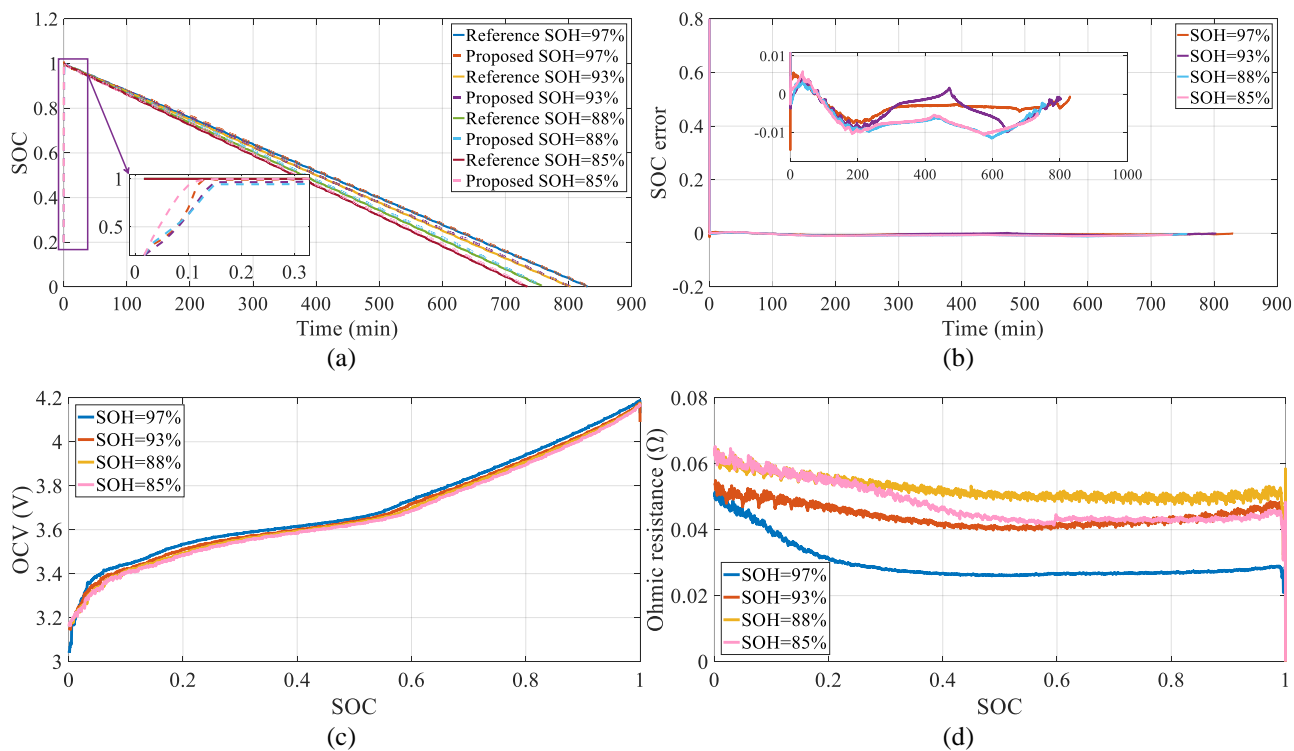 1.2
1
0.8
0.6
0.4
0.2
0
SOC
Reference SOH=97%
Proposed SOH=97%
Reference SOH=93%
Proposed SOH=93%
Reference SOH=88%
Proposed SOH=88%
Reference SOH=85%
Proposed SOH=85%
1
0.5
0 0.1 0.2 0.3
0 100 200 300 400 500 600 700 800 900
Time (min)
(a)
0.8
0.6
0.4
0.2
0
-0.2
SOC error
SOH=97%
SOH=93%
SOH=88%
SOH=85%
0.01
0
-0.01
0 200 400 600 800 1000
0 100 200 300 400 500 600 700 800 900
Time (min)
(b)
4.2
4
3.8
3.6
3.4
3.2
3
OCV (V)
SOH=97%
SOH=93%
SOH=88%
SOH=85%
0 0.2 0.4 0.6 0.8 1
SOC
(c)
0.08
0.06
0.04
0.02
0
Ohmic resistance (Ω)
SOH=97%
SOH=93%
SOH=88%
SOH=85%
0 0.2 0.4 0.6 0.8 1
SOC
(d)